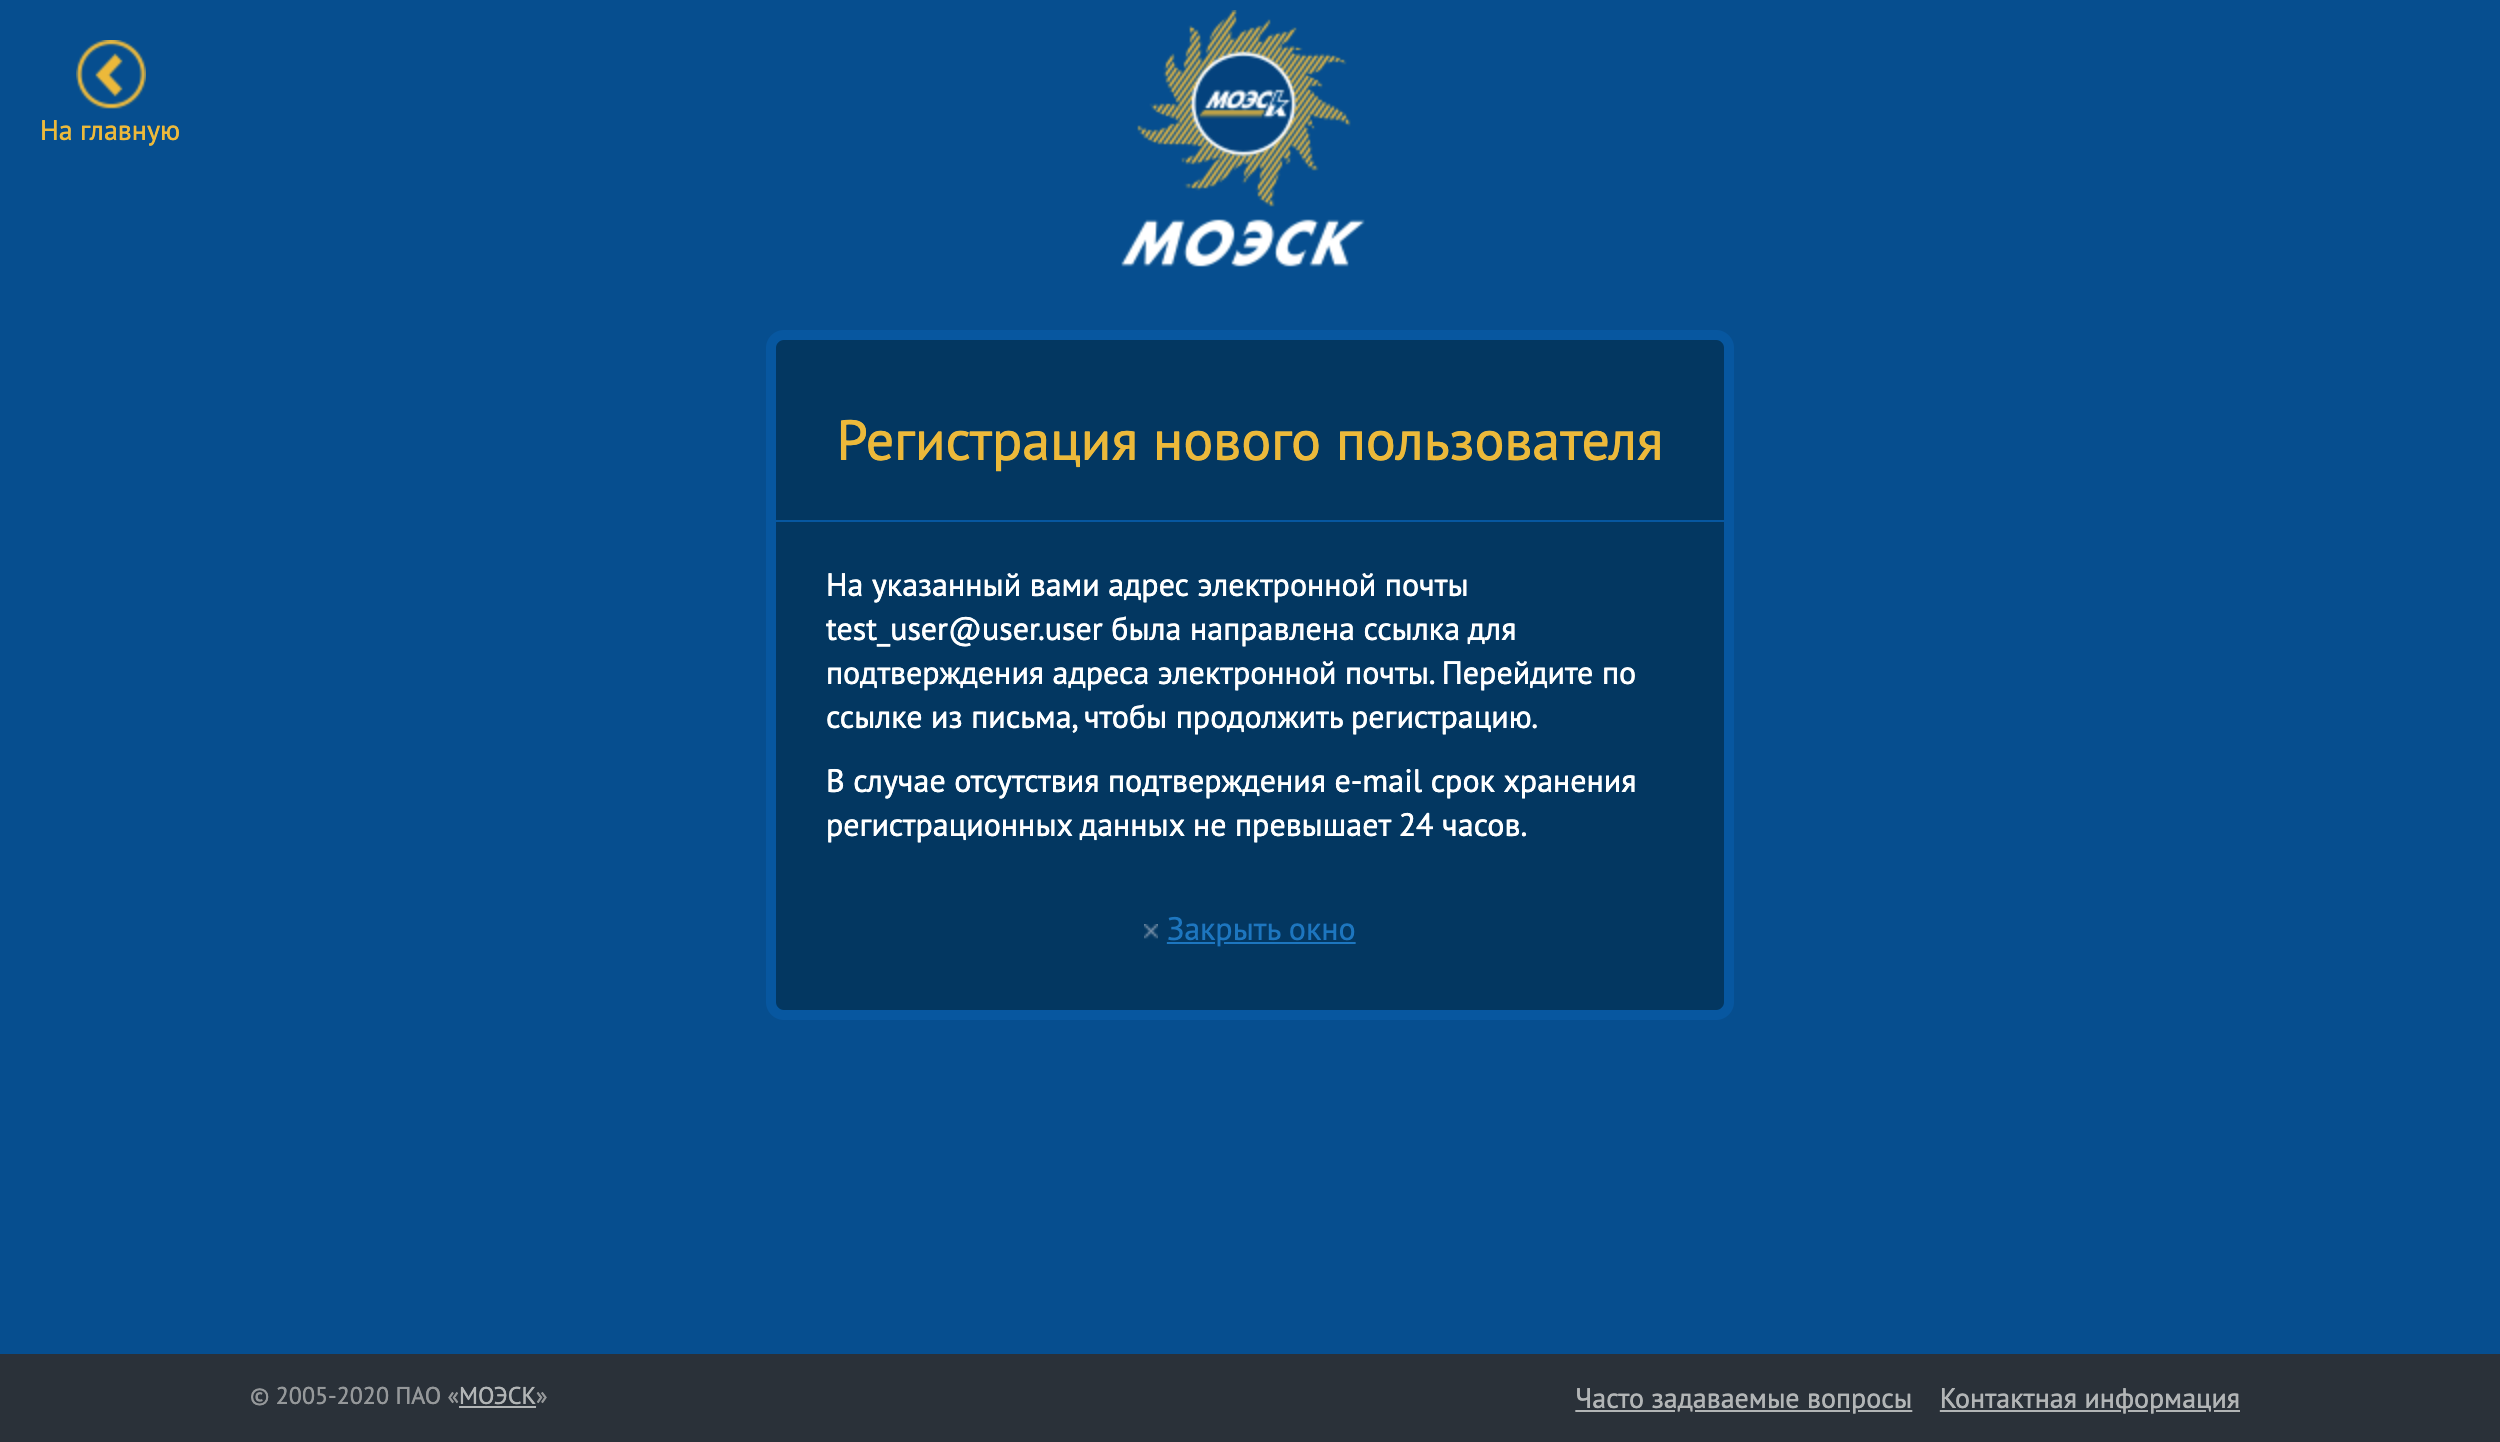 На главную
МОЭСК
МОЭСК
Регистрация нового пользователя
На указанный вами адрес электронной почты
test_user@user.user была направлена ссылка для
подтверждения адреса электронной почты. Перейдите по
ссылке из письма, чтобы продолжить регистрацию.
В случае отсутствия подтверждения e-mail срок хранения
регистрационных данных не превышает 24 часов.
× Закрыть окно
© 2005-2020 ПАО «МОЭСК»
Часто задаваемые вопросы Контактная информация